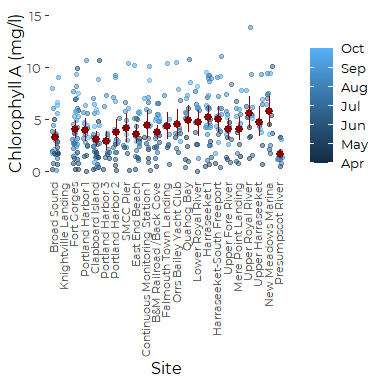 Chlorophyll A (mg/l)
15
10
5
0
Oct
Sep
Aug
Jul
Jun
May
Apr
Broad Sound
Knightville Landing
Fort Gorges
Portland Harbor 1
Clapboard Island
Portland Harbor 3
Portland Harbor 2
SMCC Pier
East End Beach
Continuous Monitoring Station 1
B&M Railroad / Back Cove
Falmouth Town Landing
Orrs Bailey Yacht Club
Quahog Bay
Lower Royal River
Harraseeket 1
Harraseeket-South Freeport
Upper Fore River
Mere Point Landing
Upper Royal River
Upper Harraseeket
New Meadows Marina
Presumpscot River
Site